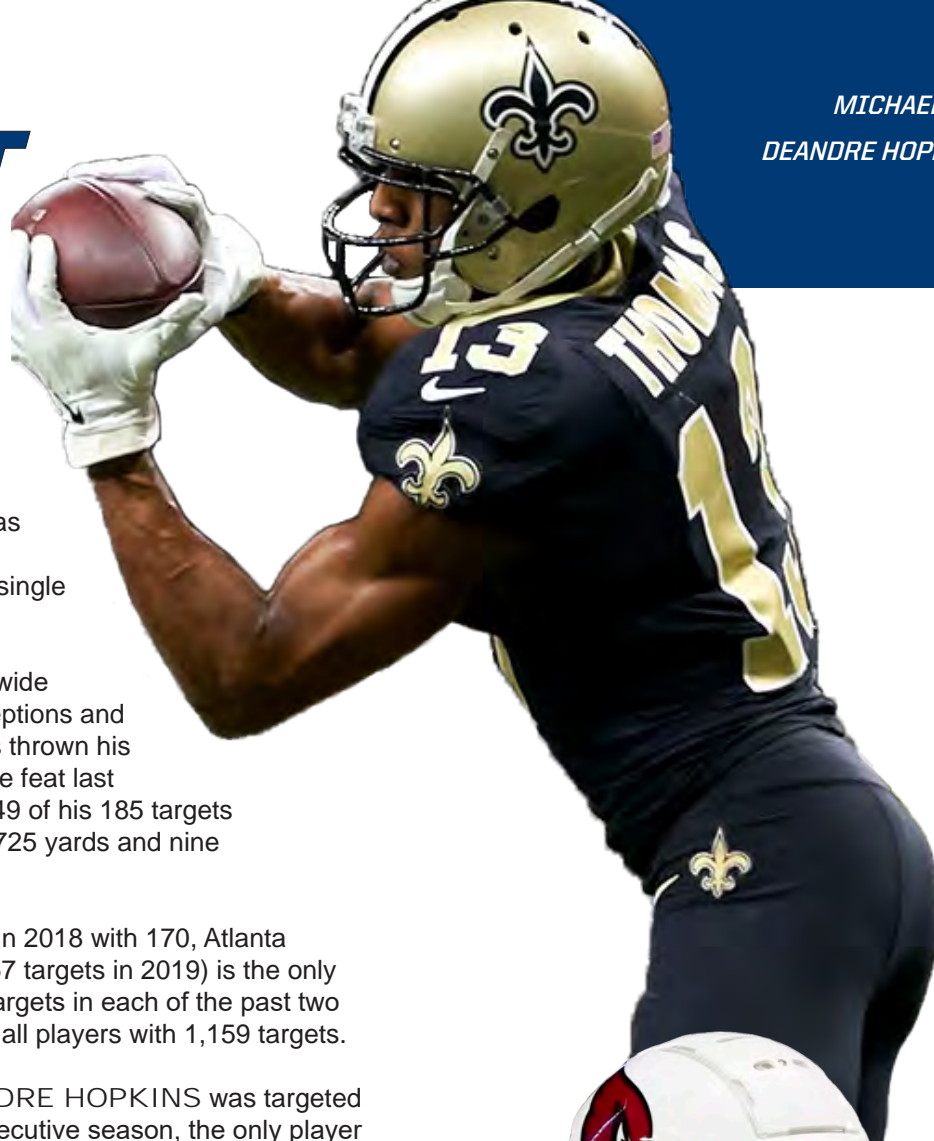 T
MICHAEL
DEANDRE HOP
13
THOMAS
13
as
single
wide
ptions and
s thrown his
e feat last
49 of his 185 targets
725 yards and nine
n 2018 with 170, Atlanta
7 targets in 2019) is the only
argets in each of the past two
all players with 1,159 targets.
DRE HOPKINS was targeted
ecutive season, the only player